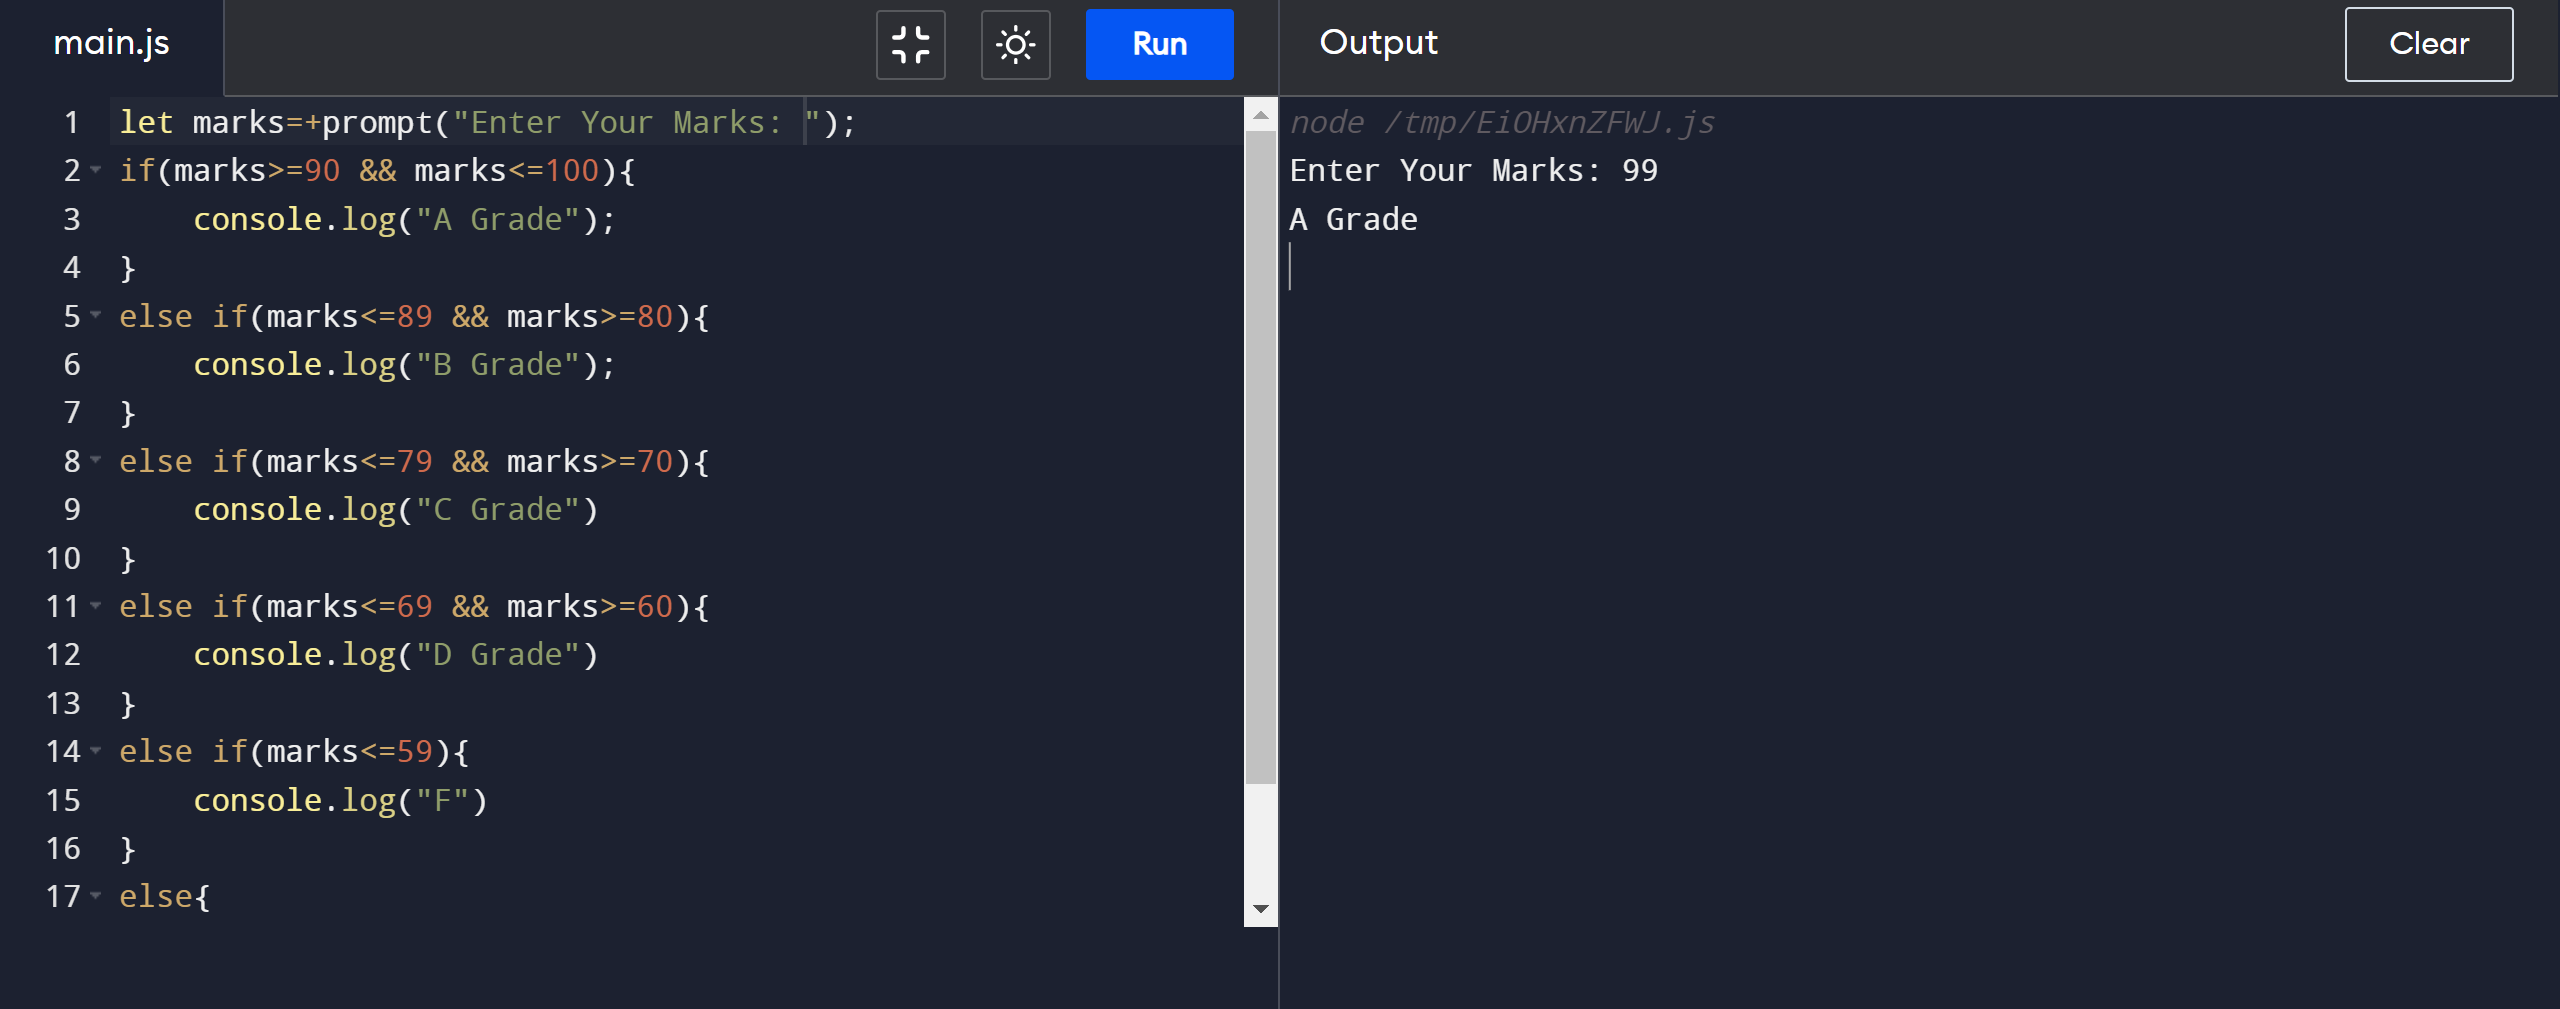 main.js
Run
Output
Clear
1 let marks=+prompt("Enter Your Marks: ");
2 if(marks>=90 && marks<=100){
3     console.log("A Grade");
4 }
5 else if(marks<=89 && marks>=80){
6     console.log("B Grade");
7 }
8 else if(marks<=79 && marks>=70){
9     console.log("C Grade")
10 }
11 else if(marks<=69 && marks>=60){
12     console.log("D Grade")
13 }
14 else if(marks<=59){
15     console.log("F")
16 }
17 else{
node /tmp/EiOHxnZFWJ.js
Enter Your Marks: 99
A Grade